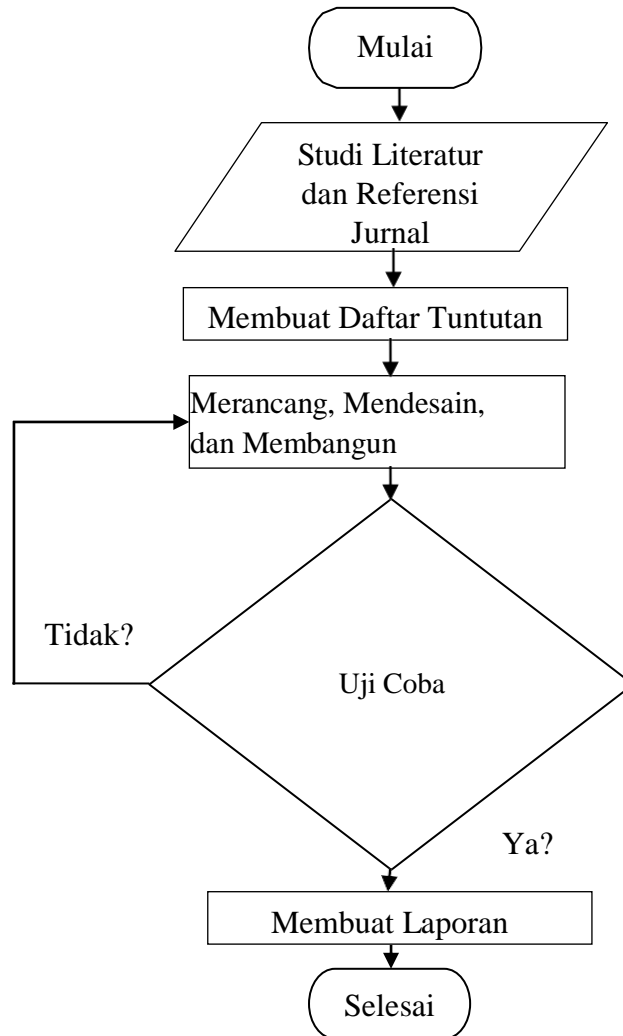 Mulai
Studi Literatur
dan Referensi
Jurnal
Membuat Daftar Tuntutan
Merancang, Mendesain,
dan Membangun
Tidak?
Uji Coba
Ya?
Membuat Laporan
Selesai